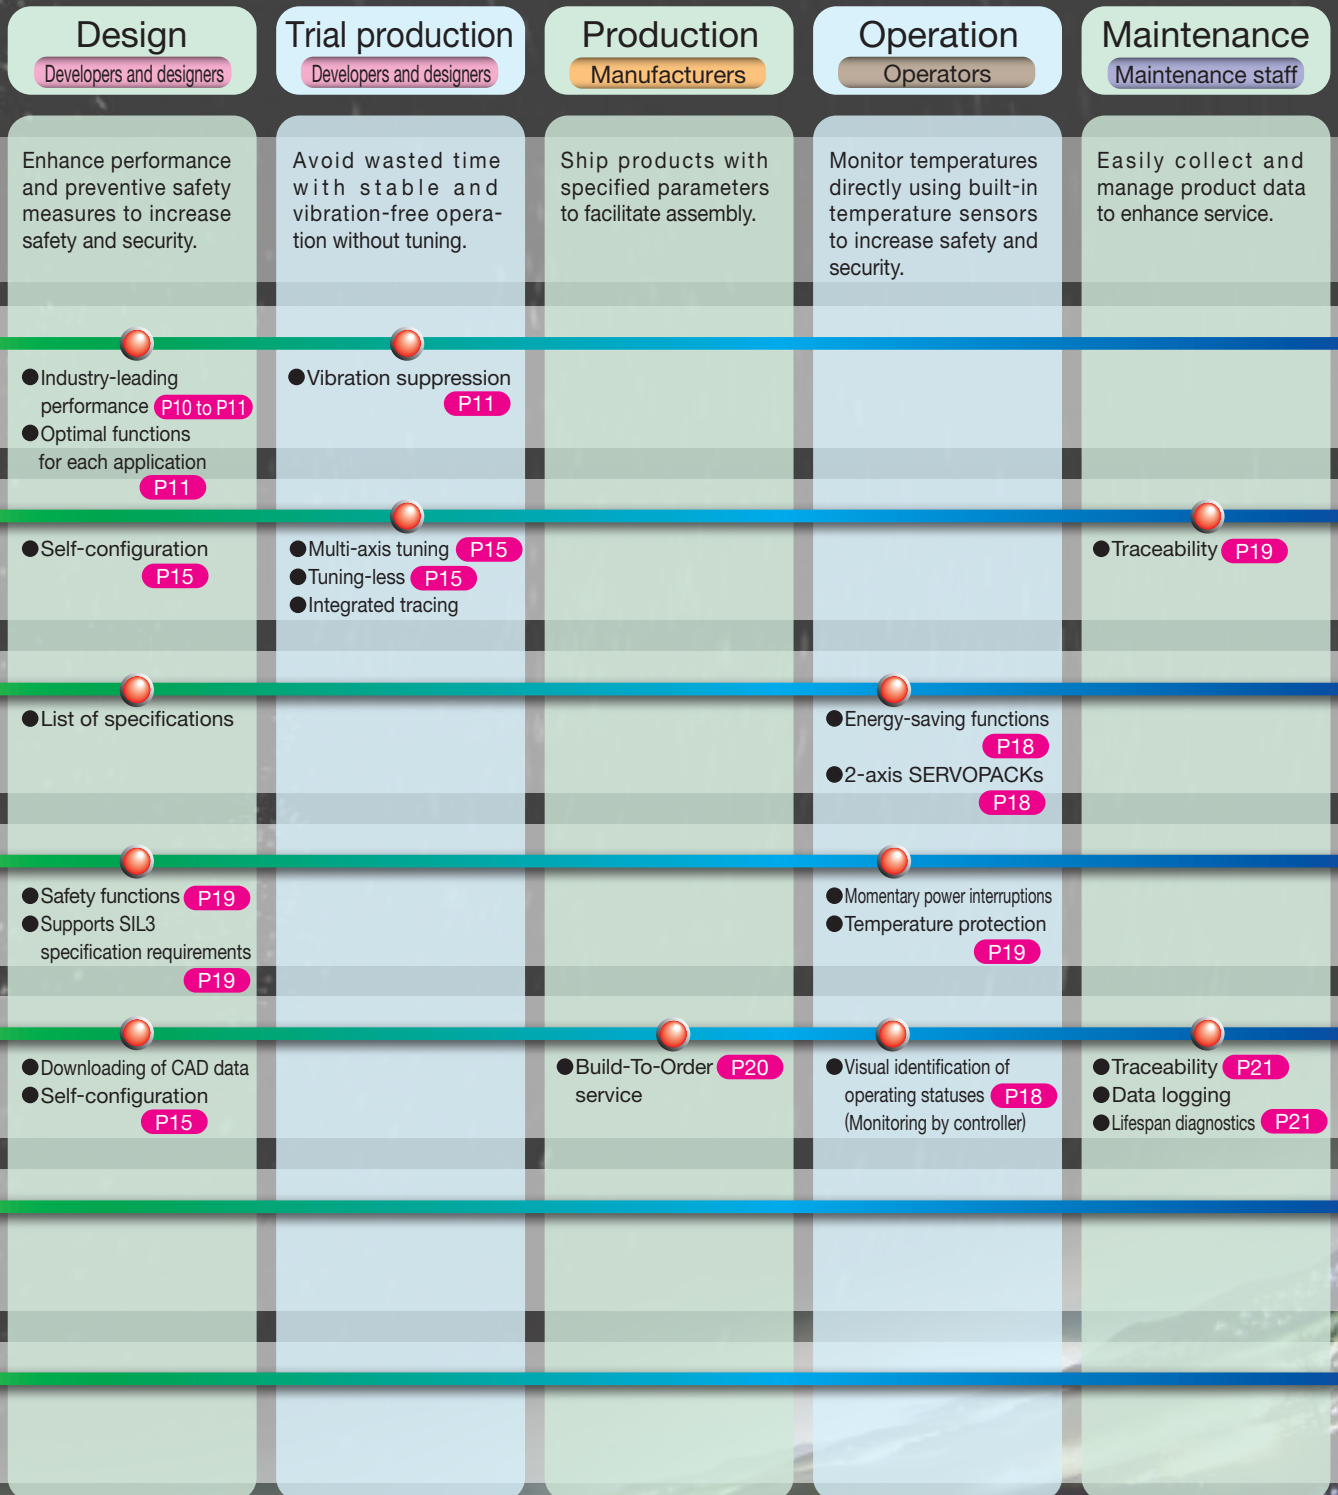 Design
Developers and designers
Trial production
Developers and designers
Production
Manufacturers
Operation
Operators
Maintenance
Maintenance staff
Enhance performance
and preventive safety
measures to increase
safety and security.
Avoid wasted time
with stable and
vibration-free opera-
tion without tuning.
Ship products with
specified parameters
to facilitate assembly.
Monitor temperatures
directly using built-in
temperature sensors
to increase safety and
security.
Easily collect and
manage product data
to enhance service.
●Industry-leading
performance P10 to P11
●Optimal functions
for each application
P11
●Vibration suppression
P11
●Self-configuration
P15
●Multi-axis tuning P15
●Tuning-less P15
●Integrated tracing
●Traceability P19
●List of specifications
●Energy-saving functions
P18
●2-axis SERVOPACKs
P18
●Safety functions P19
●Supports SIL3
specification requirements
P19
●Momentary power interruptions
●Temperature protection
P19
●Downloading of CAD data
●Self-configuration
P15
●Build-To-Order P20
service
●Visual identification of
operating statuses P18
(Monitoring by controller)
●Traceability P21
●Data logging
●Lifespan diagnostics P21